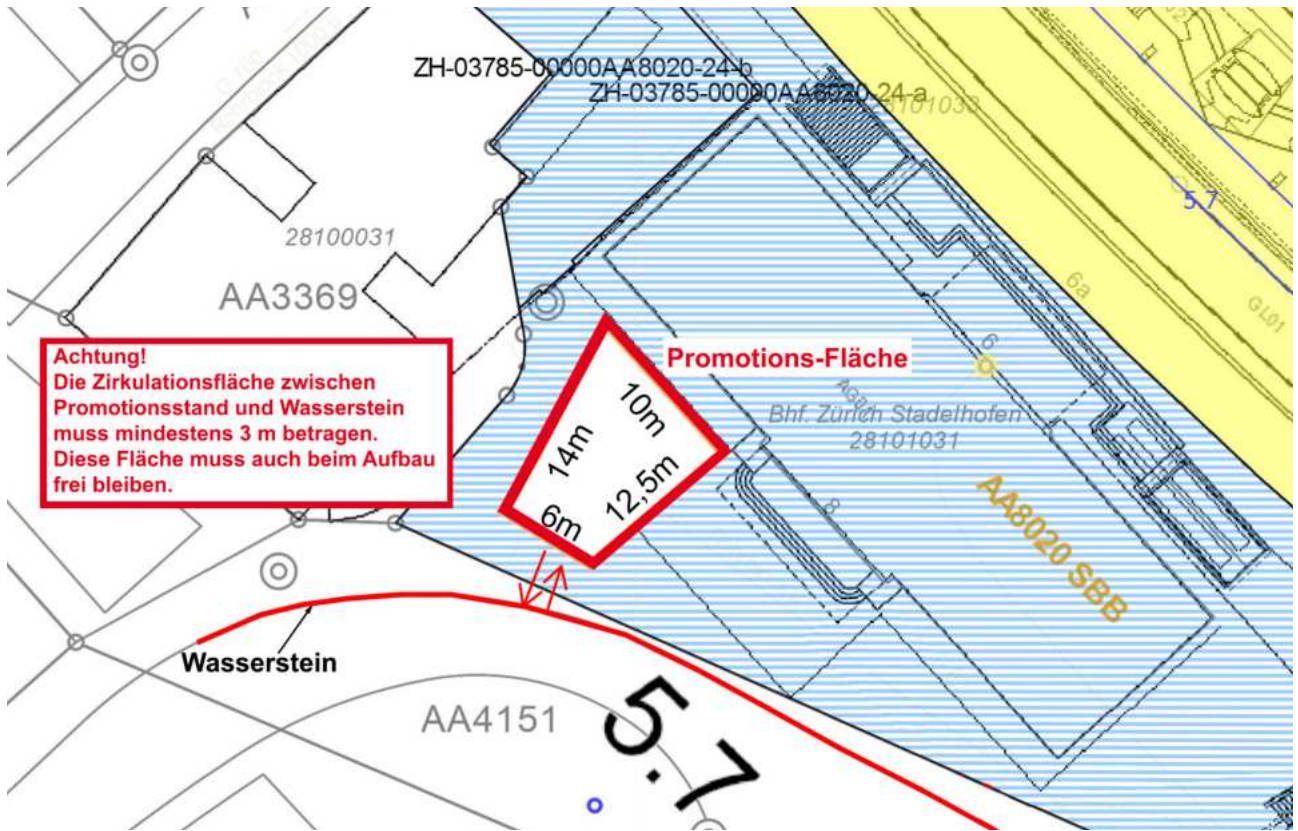 ZH-03785-00000AA8020-24-b
ZH-03785-00000AA8020-24-a
28101033
5.7
28100031
AA3369
6a
GL01
6
Achtung!
Die Zirkulationsfläche zwischen
Promotionsstand und Wasserstein
muss mindestens 3 m betragen.
Diese Fläche muss auch beim Aufbau
frei bleiben.
Promotions-Fläche
10m
14m
12,5m
6m
Bhf. Zürich Stadelhofen
28101031
8
AA8020 SBB
Wasserstein
AA4151
5.7